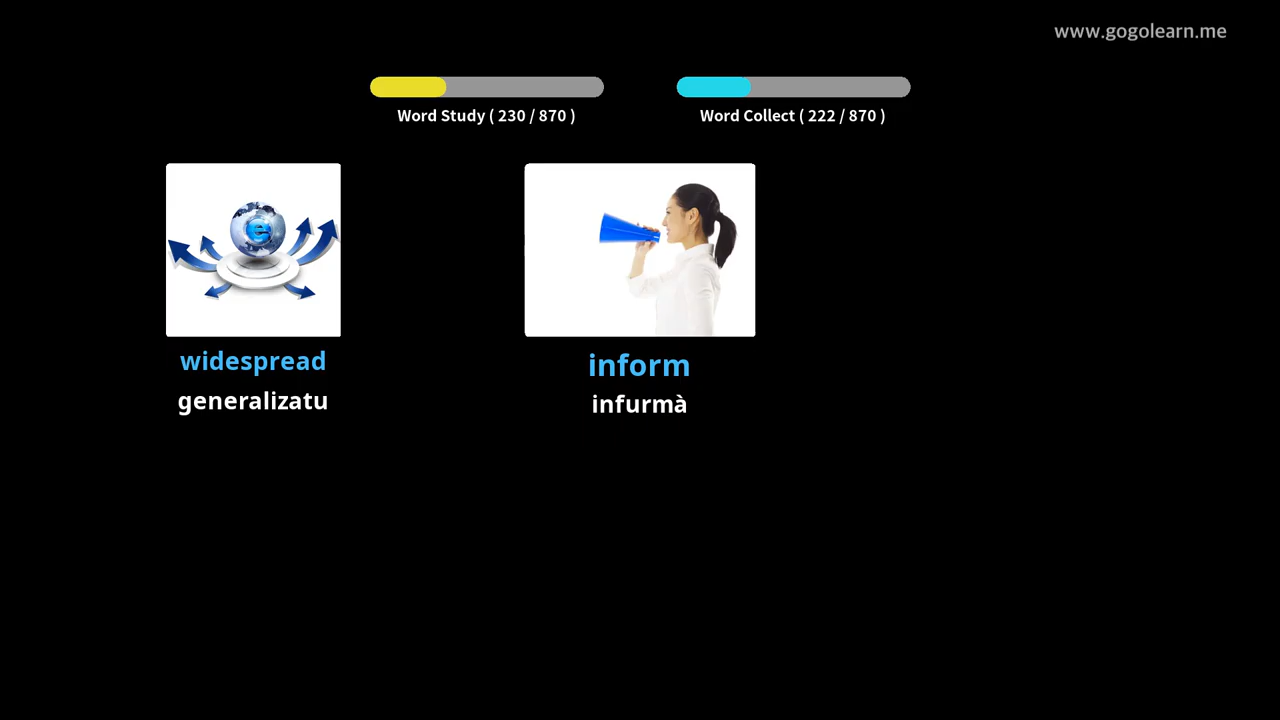 www.gogolearn.me
Word Study ( 230 / 870 )
Word Collect ( 222 / 870 )
e
widespread
generalizatu
inform
infurmà